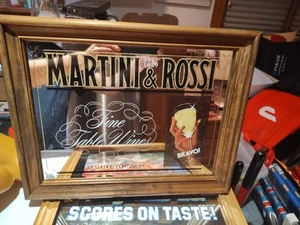 MARTINI & ROSSI
Fine
Table Wines
BRAVO!
SCORES ON TASTE!